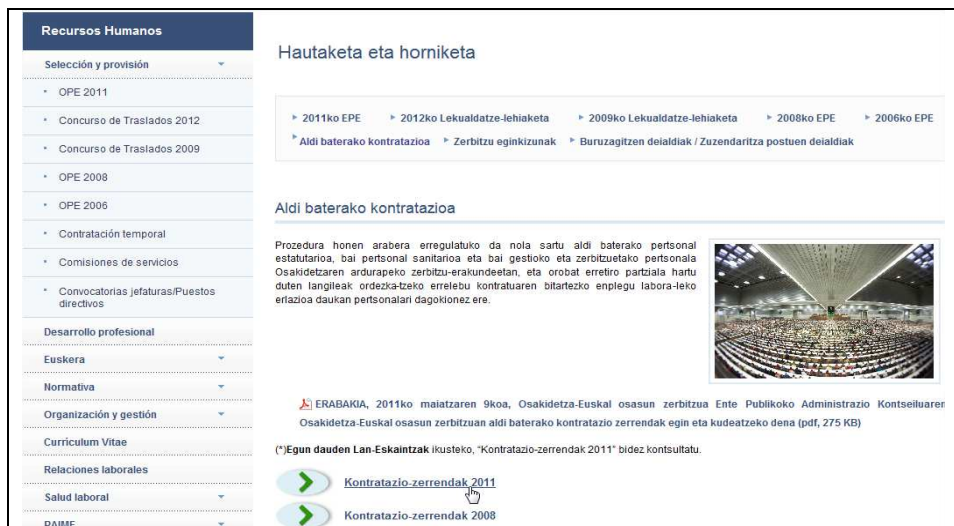 Recursos Humanos
Selección y provisión
OPE 2011
Concurso de Traslados 2012
Concurso de Traslados 2009
OPE 2008
OPE 2006
Contratación temporal
Comisiones de servicios
Convocatorias jefaturas/Puestos
directivos
Desarrollo profesional
Euskera
Normativa
Organización y gestión
Curriculum Vitae
Relaciones laborales
Salud laboral
PAIME
Hautaketa eta horniketa
2011ko EPE 2012ko Lekualdatze-lehiaketa 2009ko Lekualdatze-lehiaketa 2008ko EPE 2006ko EPE
Aldi baterako kontratazioa Zerbitzu eginkizunak Buruzagitzen deialdiak / Zuzendaritza postuen deialdiak
Aldi baterako kontratazioa
Prozedura honen arabera erregulatuko da nola sartu aldi baterako pertsonal
estatutarioa, bai pertsonal sanitarioa eta bai gestioko eta zerbitzuetako pertsonala
Osakidetzaren ardurapeko zerbitzu-erakundeetan, eta orobat erretiro partziala hartu
duten langileak ordezka-tzeko errelebu kontratuaren bitartezko enplegu labora-leko
erlazioa daukan pertsonalari dagokionez ere.
ERABAKIA, 2011ko maiatzaren 9koa, Osakidetza-Euskal osasun zerbitzua Ente Publikoko Administrazio Kontseiluaren
Osakidetza-Euskal osasun zerbitzuan aldi baterako kontratazio zerrendak egin eta kudeatzeko dena (pdf, 275 KB)
(*)Egun dauden Lan-Eskaintzak ikusteko, "Kontratazio-zerrendak 2011" bidez kontsultatu.
Kontratazio-zerrendak 2011
Kontratazio-zerrendak 2008